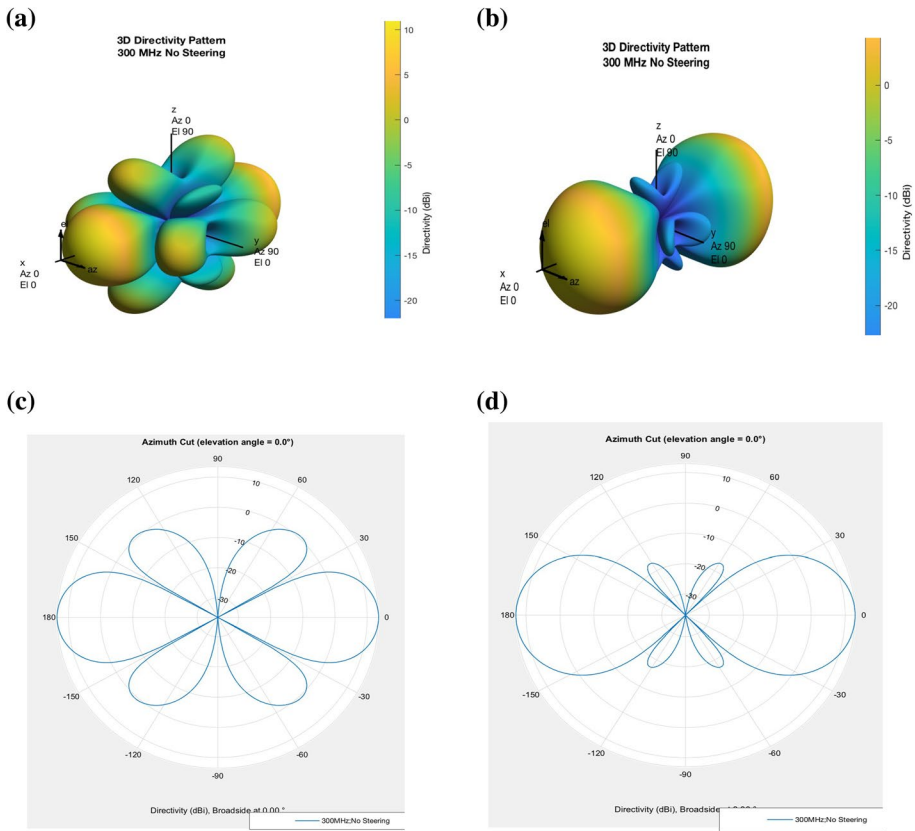 (a)
3D Directivity Pattern
300 MHz No Steering
z
Az 0
El 90
el
y
Az 90
El 0
x
Az 0
El 0
az
10
5
0
-5
-10
-15
-20
Directivity (dBi)
(b)
3D Directivity Pattern
300 MHz No Steering
z
Az 0
El 90
el
y
Az 90
El 0
x
Az 0
El 0
az
0
-5
-10
-15
-20
Directivity (dBi)
(c)
Azimuth Cut (elevation angle = 0.0°)
90
120
60
10
150
0
30
-10
-20
-30
180
0
-150
-30
-120
-60
-90
Directivity (dBi), Broadside at 0.00 °
300MHz;No Steering
(d)
Azimuth Cut (elevation angle = 0.0°)
90
120
60
10
150
0
30
-10
-20
-30
180
0
-150
-30
-120
-60
-90
Directivity (dBi), Broadside
300MHz;No Steering